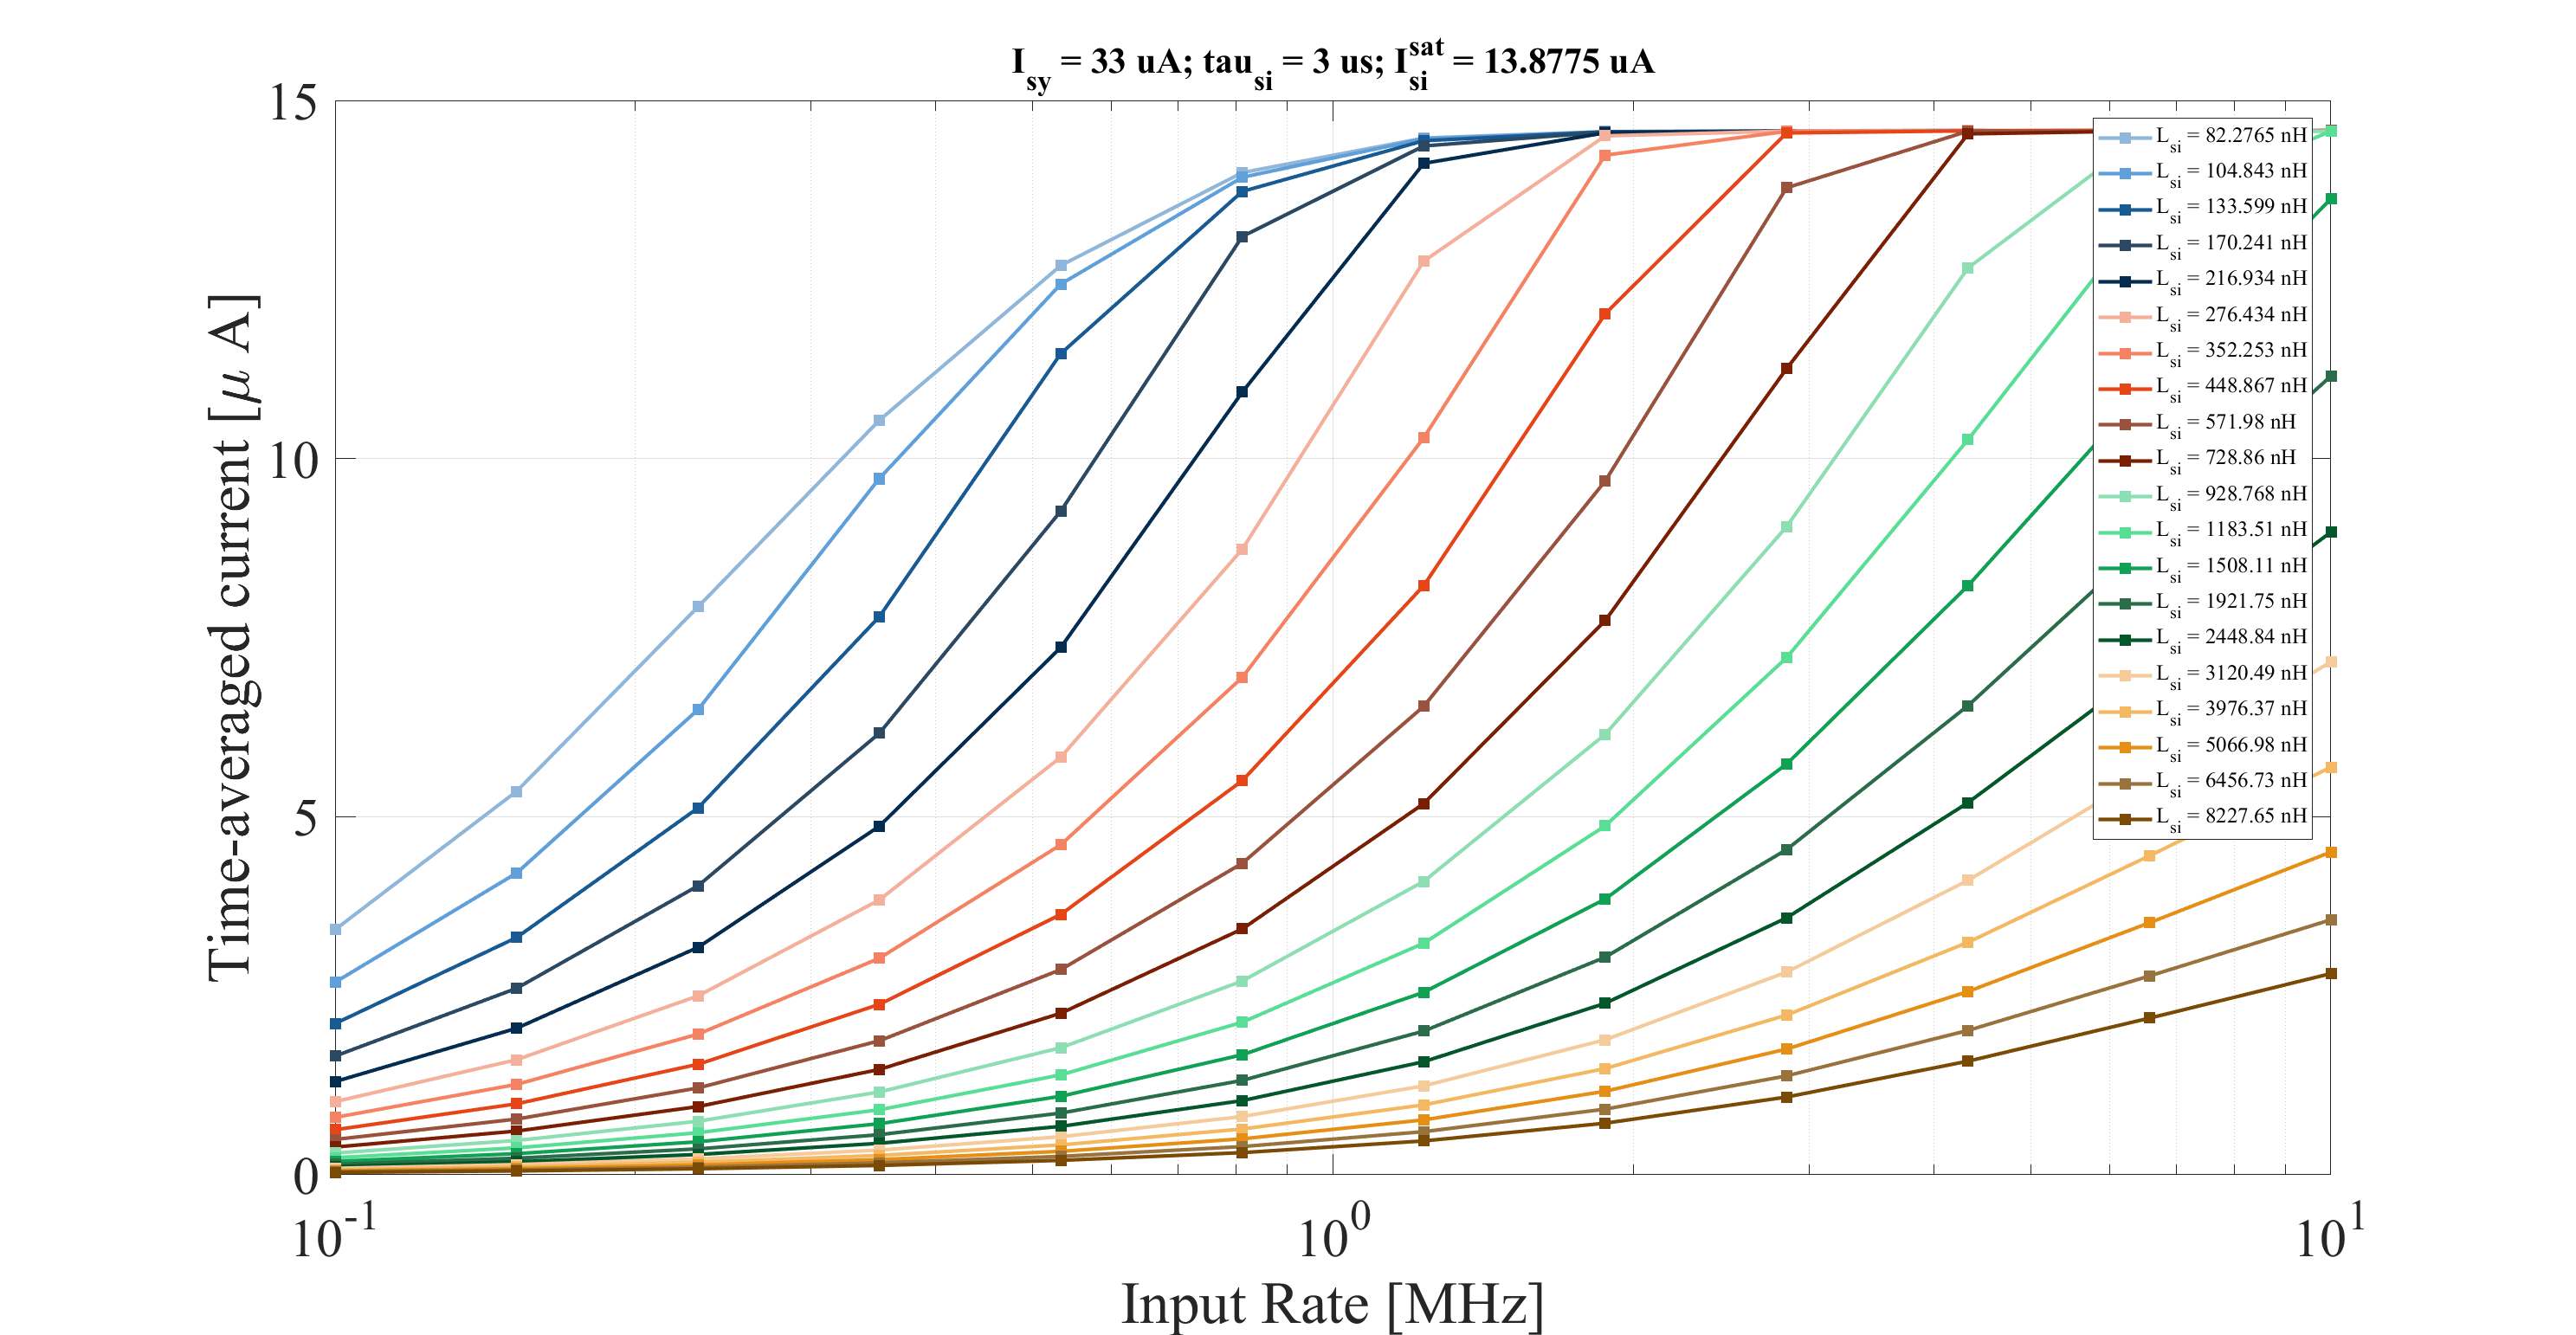 I_sy = 33 uA; tau_si = 3 us; I_si^sat = 13.8775 uA
15
10
5
0
Time-averaged current [μ A]
10^-1
10^0
10^1
Input Rate [MHz]
L_si = 82.2765 nH
L_si = 104.843 nH
L_si = 133.599 nH
L_si = 170.241 nH
L_si = 216.934 nH
L_si = 276.434 nH
L_si = 352.253 nH
L_si = 448.867 nH
L_si = 571.98 nH
L_si = 728.86 nH
L_si = 928.768 nH
L_si = 1183.51 nH
L_si = 1508.11 nH
L_si = 1921.75 nH
L_si = 2448.84 nH
L_si = 3120.49 nH
L_si = 3976.37 nH
L_si = 5066.98 nH
L_si = 6456.73 nH
L_si = 8227.65 nH